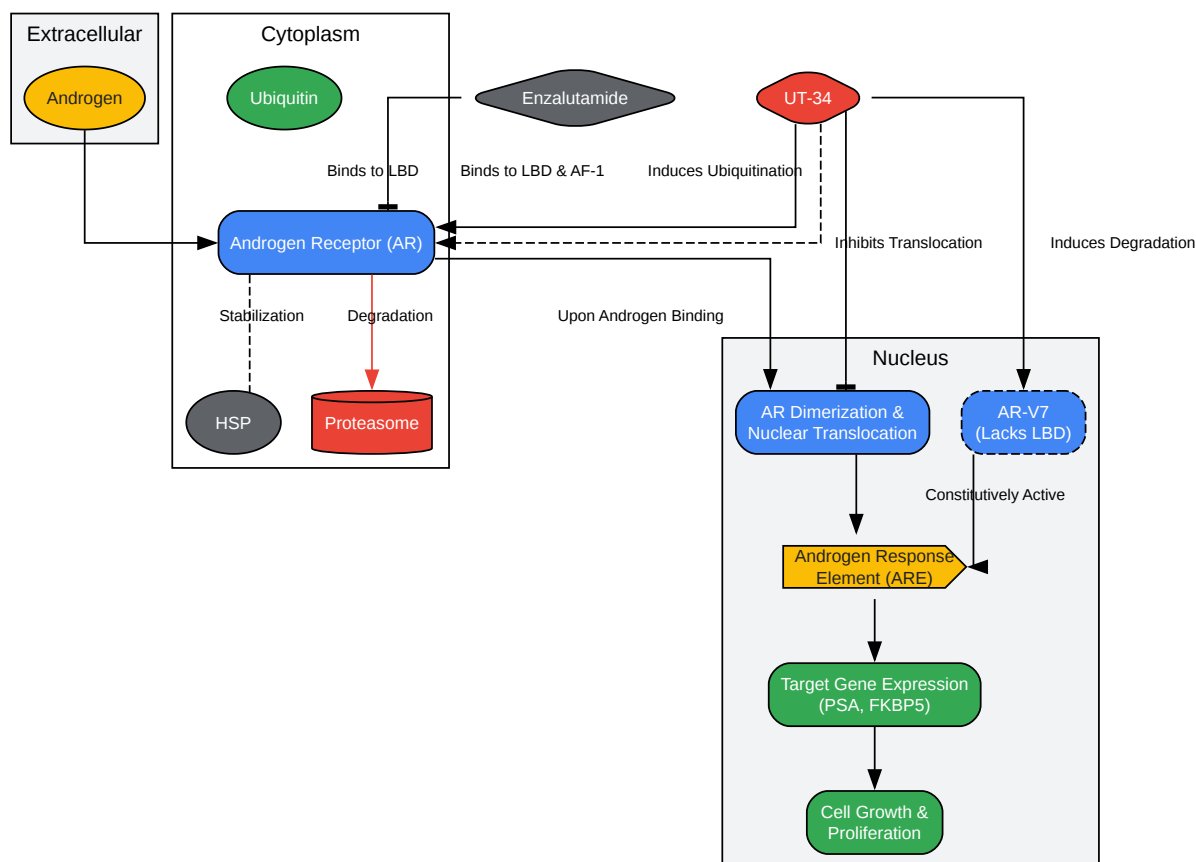 Extracellular
Cytoplasm
Androgen
Ubiquitin
Enzalutamide
UT-34
Binds to LBD
Binds to LBD & AF-1
Induces Ubiquitination
Androgen Receptor (AR)
Inhibits Translocation
Induces Degradation
Stabilization
Degradation
Upon Androgen Binding
Nucleus
HSP
Proteasome
AR Dimerization &
Nuclear Translocation
AR-V7
(Lacks LBD)
Constitutively Active
Androgen Response
Element (ARE)
Target Gene Expression
(PSA, FKBP5)
Cell Growth &
Proliferation